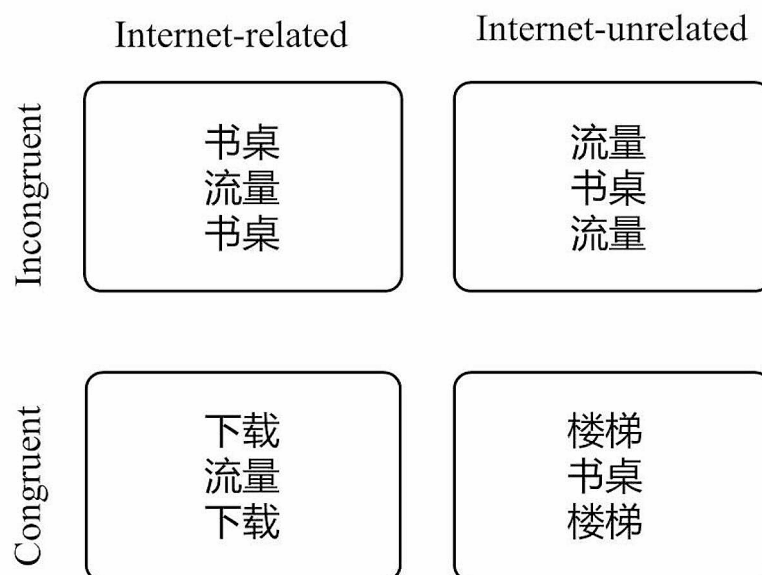 Internet-related
Internet-unrelated
Incongruent
书桌
流量
书桌
流量
书桌
流量
Congruent
下载
流量
下载
楼梯
书桌
楼梯